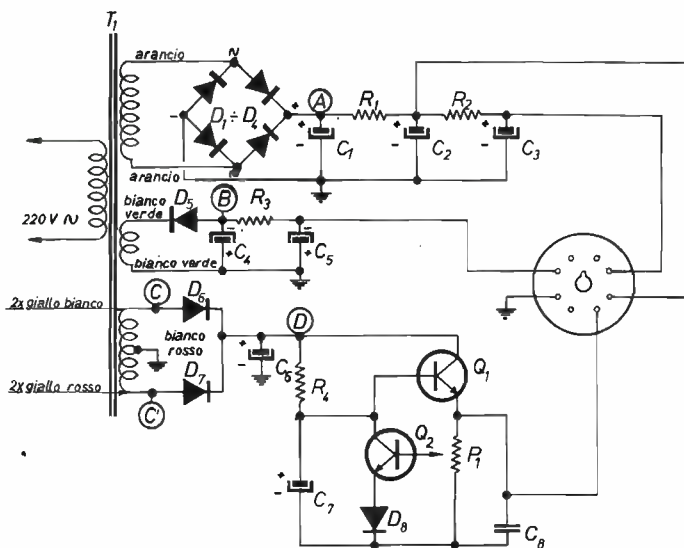 T1
arancio
~
- D1÷D4 +
A
R1
R2
+ - C1
+ - C2
+ - C3
~
arancio
bianco verde
D5
B
R3
220 V ~
- + C4
- + C5
bianco verde
2x giallo bianco
C
D6
bianco rosso
D
Q1
2x giallo rosso
C'
D7
+ - C6
R4
Q2
P1
+ - C7
D8
C8